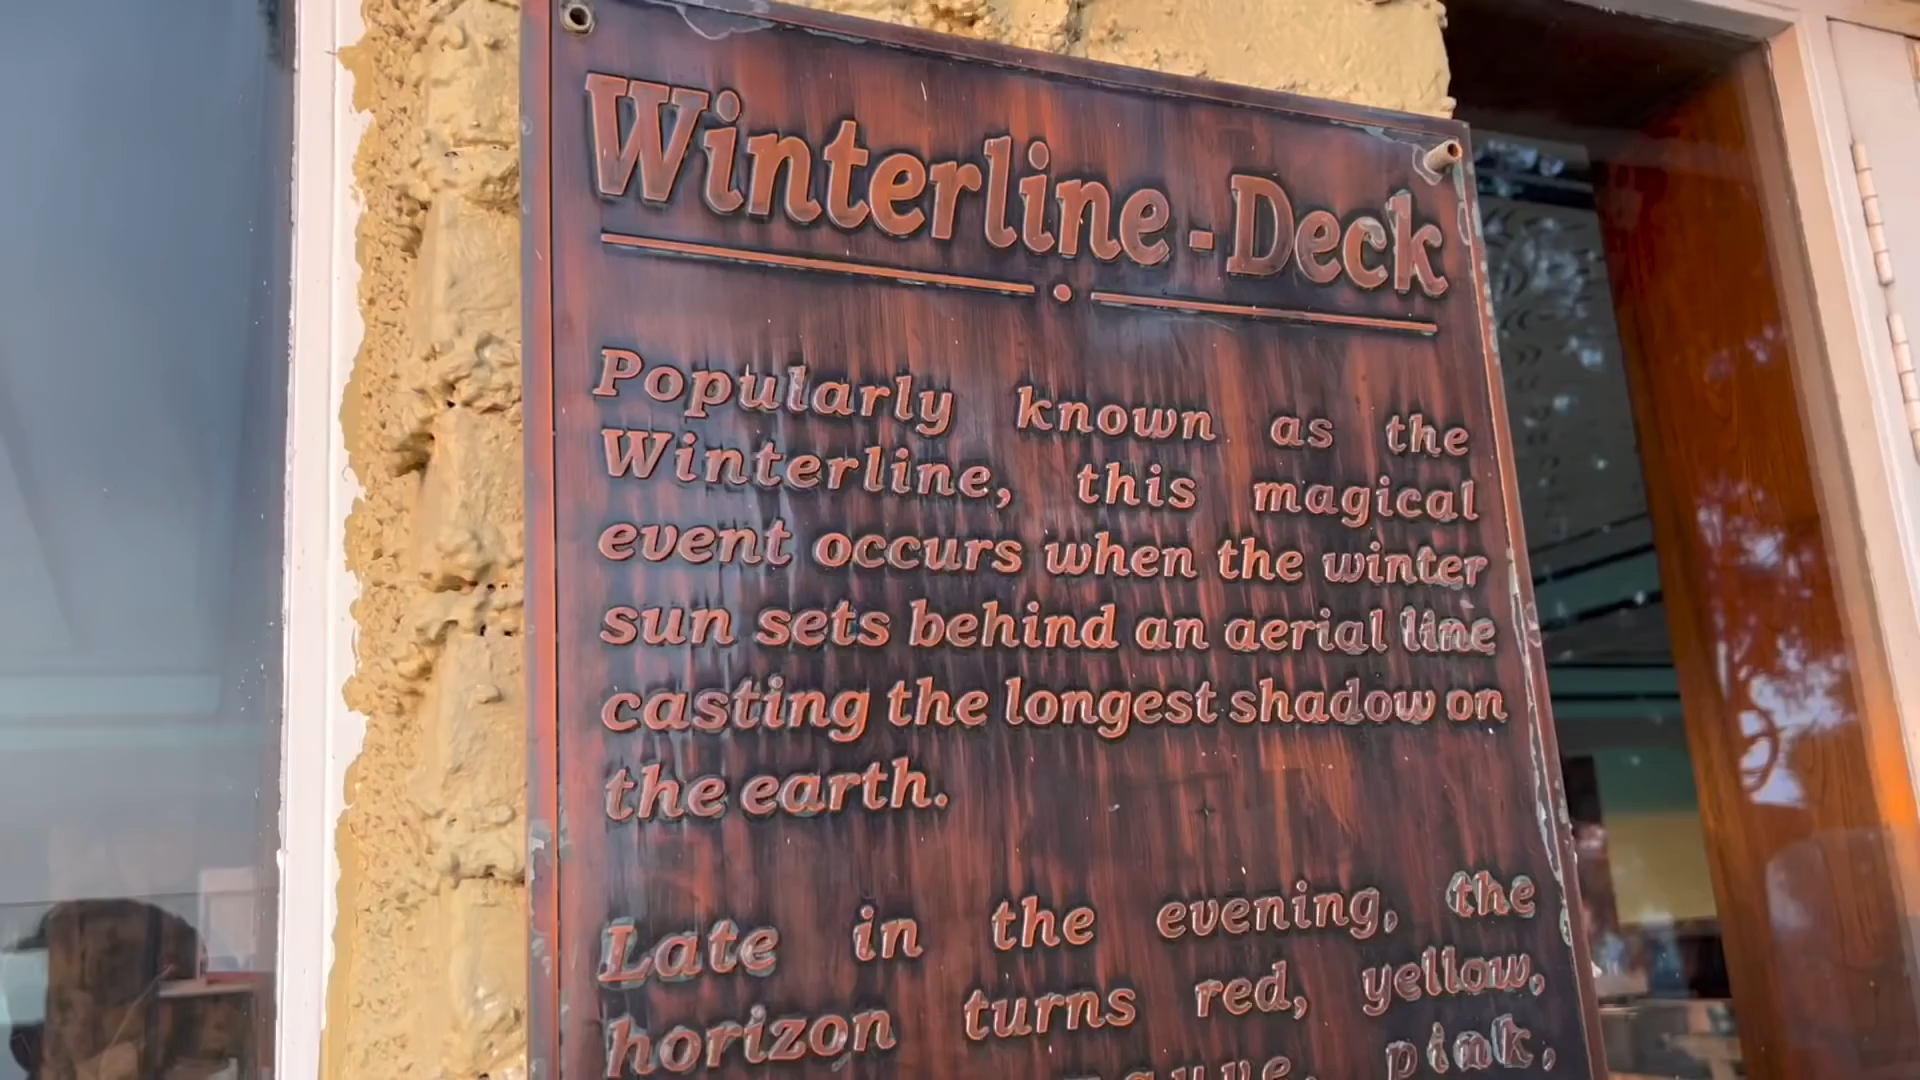 Winterline - Deck
Popularly known as the
Winterline, this magical
event occurs when the winter
sun sets behind an aerial line
casting the longest shadow on
the earth.
Late in the evening, the
horizon turns red, yellow,
pink,